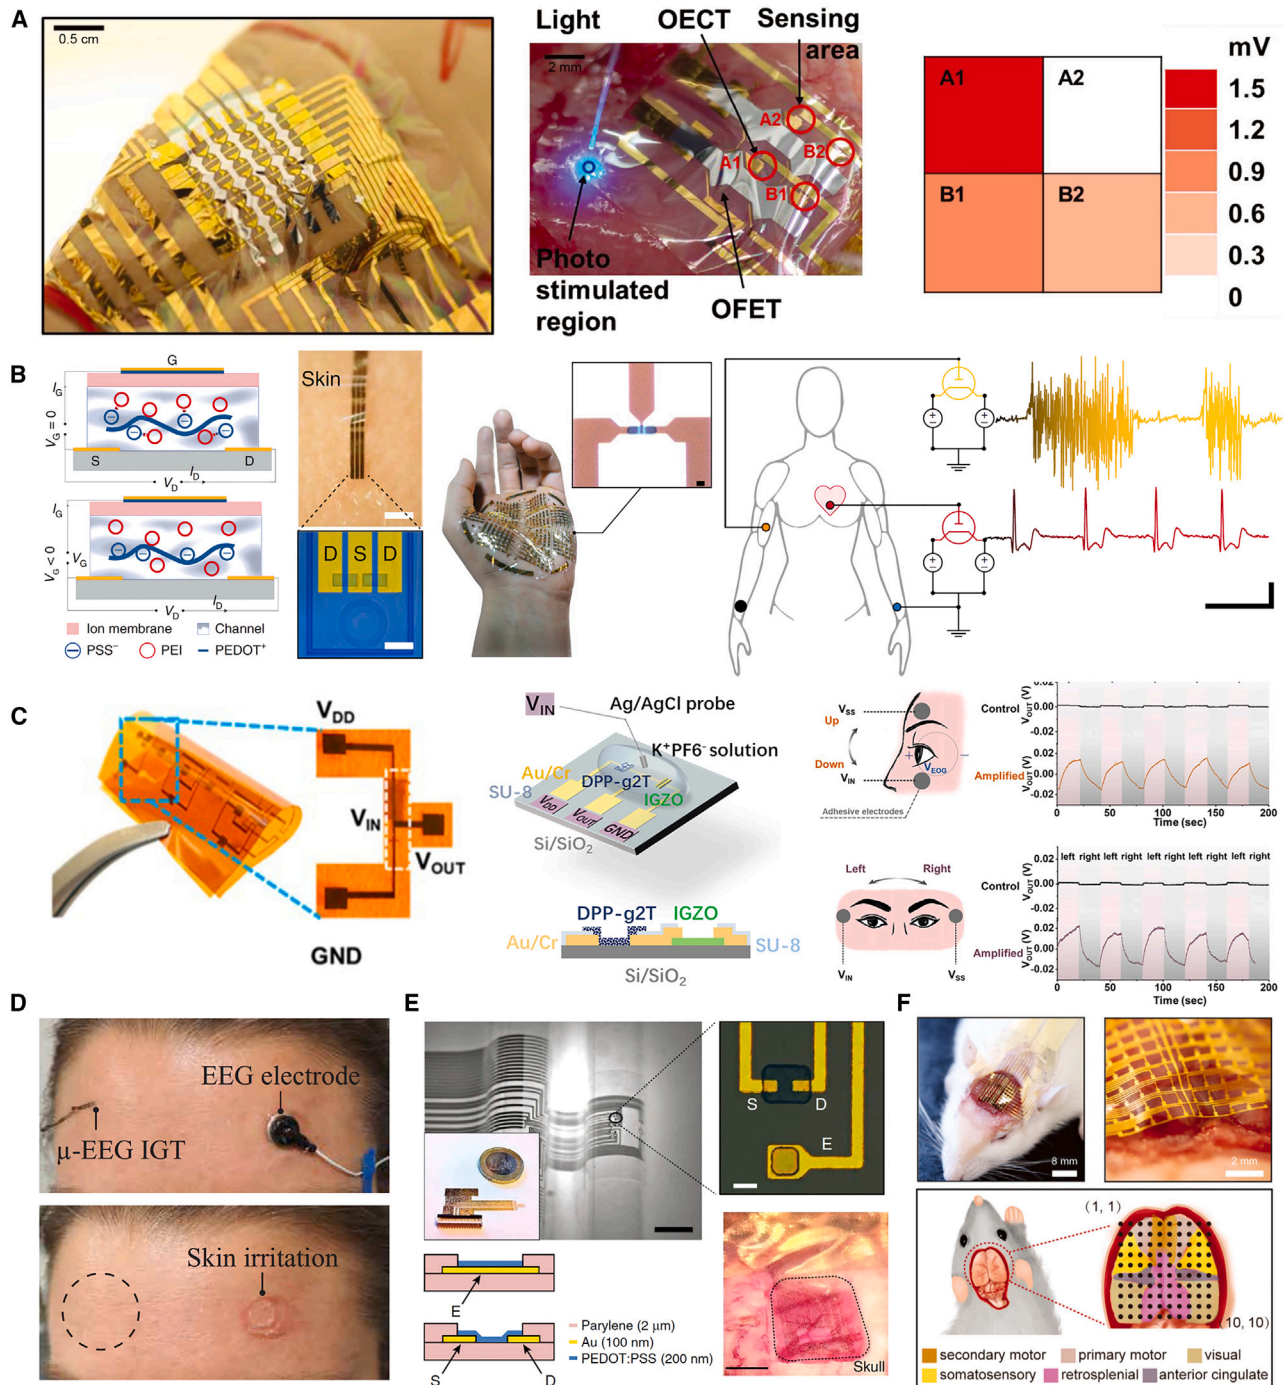 A
0.5 cm
Light
OECT
Sensing
area
2 mm
A2
A1
B2
B1
Photo
stimulated
region
OFET
A1
A2
B1
B2
mV
1.5
1.2
0.9
0.6
0.3
0
B
G
I_G
V_G = 0
S
D
I_D
V_D
I_G
V_G < 0
V_G
I_D
V_D
Ion membrane
Channel
PSS⁻
PEI
PEDOT⁺
Skin
D S D
C
V_DD
V_IN
V_OUT
GND
V_IN
Ag/AgCl probe
K⁺PF6⁻ solution
Au/Cr
DPP-g2T
SU-8
IGZO
V_DD
V_OUT
GND
Si/SiO₂
DPP-g2T
IGZO
Au/Cr
SU-8
Si/SiO₂
V_SS
Up
Down
V_IN
V_EOG
Adhesive electrodes
Left
Right
V_IN
V_SS
Control
Amplified
V_OUT (V)
0.02
0.00
-0.02
0.02
0.00
-0.02
V_OUT (V)
0 50 100 150 200
Time (sec)
left right left right left right left right left right
Control
Amplified
V_OUT (V)
0.02
0.00
-0.02
0.02
0.00
-0.02
V_OUT (V)
0 50 100 150 200
Time (sec)
D
EEG electrode
μ-EEG IGT
Skin irritation
E
S
D
E
E
S
D
Parylene (2 μm)
Au (100 nm)
PEDOT:PSS (200 nm)
Skull
F
8 mm
2 mm
(1, 1)
(10, 10)
secondary motor
primary motor
visual
somatosensory
retrosplenial
anterior cingulate